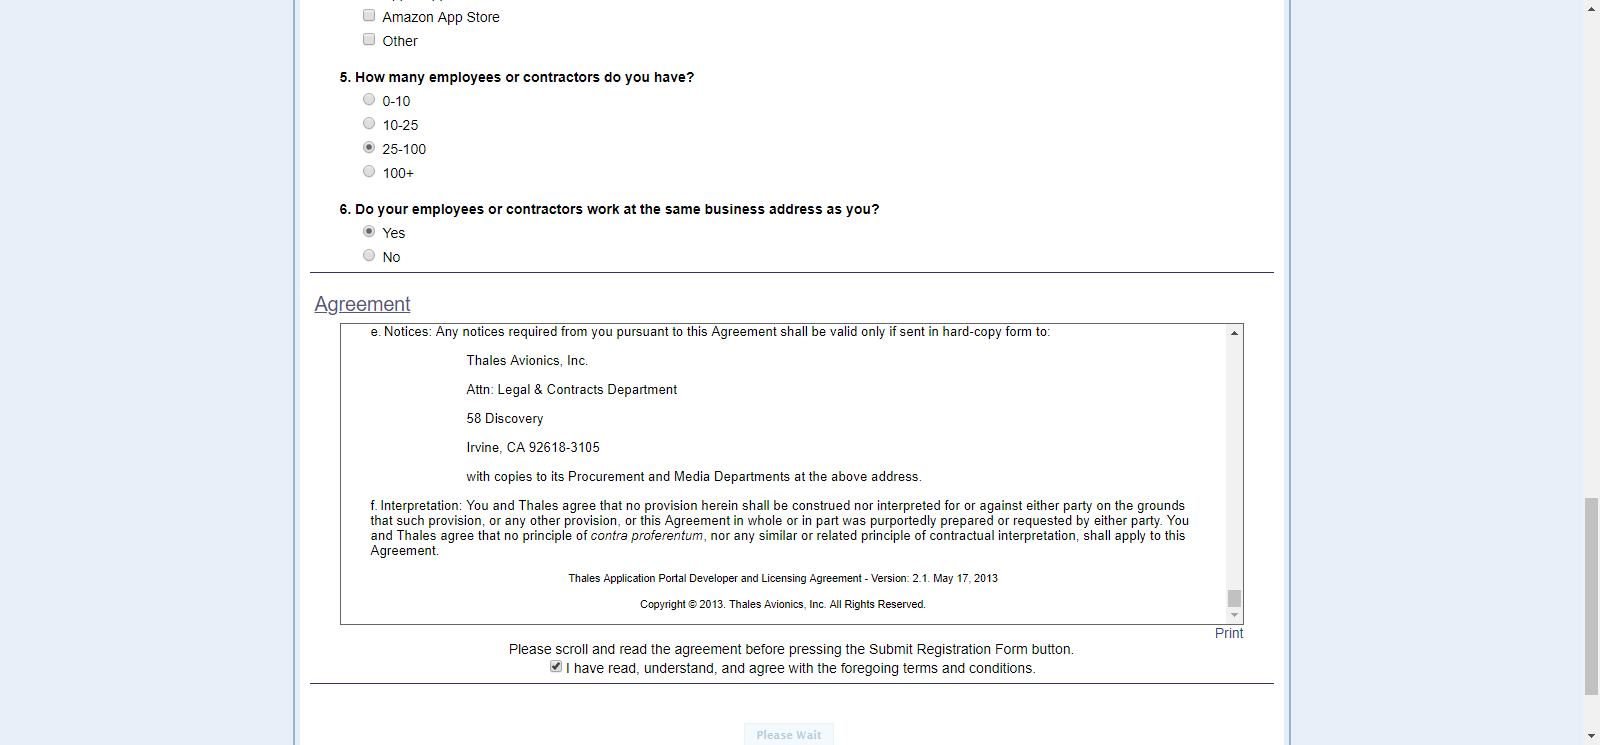 Amazon App Store
Other
5. How many employees or contractors do you have?
0-10
10-25
25-100
100+
6. Do your employees or contractors work at the same business address as you?
Yes
No
Agreement
e. Notices: Any notices required from you pursuant to this Agreement shall be valid only if sent in hard-copy form to:
Thales Avionics, Inc.
Attn: Legal & Contracts Department
58 Discovery
Irvine, CA 92618-3105
with copies to its Procurement and Media Departments at the above address.
f. Interpretation: You and Thales agree that no provision herein shall be construed nor interpreted for or against either party on the grounds
that such provision, or any other provision, or this Agreement in whole or in part was purportedly prepared or requested by either party. You
and Thales agree that no principle of contra proferentum, nor any similar or related principle of contractual interpretation, shall apply to this
Agreement.
Thales Application Portal Developer and Licensing Agreement - Version: 2.1. May 17, 2013
Copyright © 2013. Thales Avionics, Inc. All Rights Reserved.
Print
Please scroll and read the agreement before pressing the Submit Registration Form button.
I have read, understand, and agree with the foregoing terms and conditions.
Please Wait